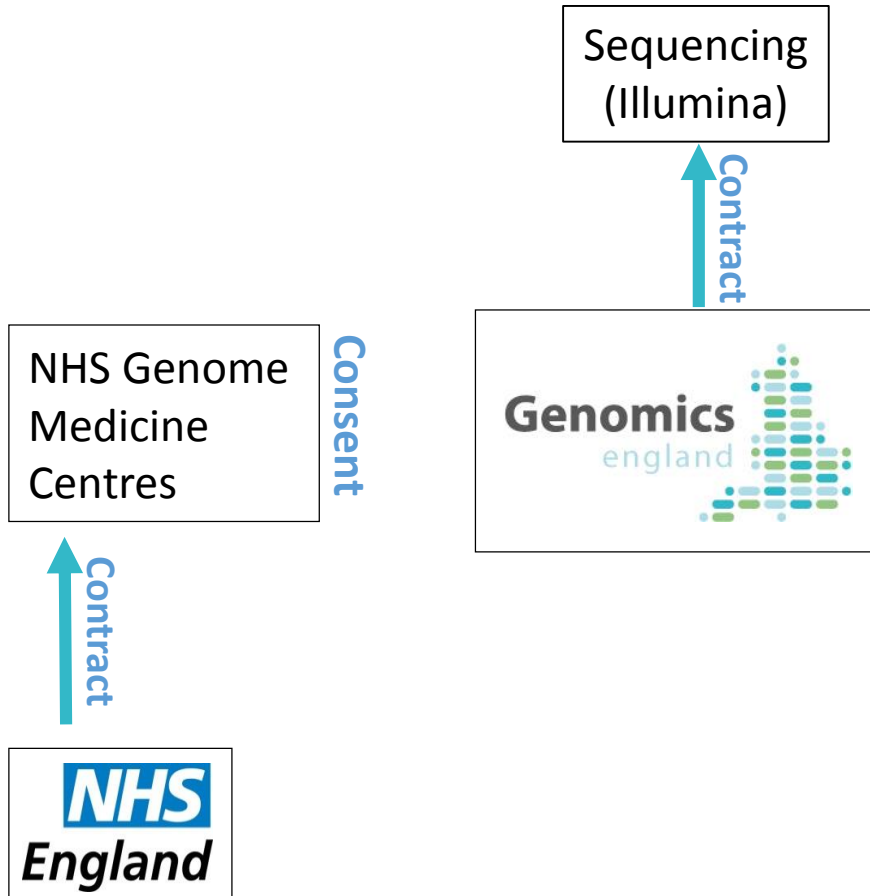 Sequencing
(Illumina)
Contract
Genomics
england
NHS Genome
Medicine
Centres
Consent
Contract
NHS
England